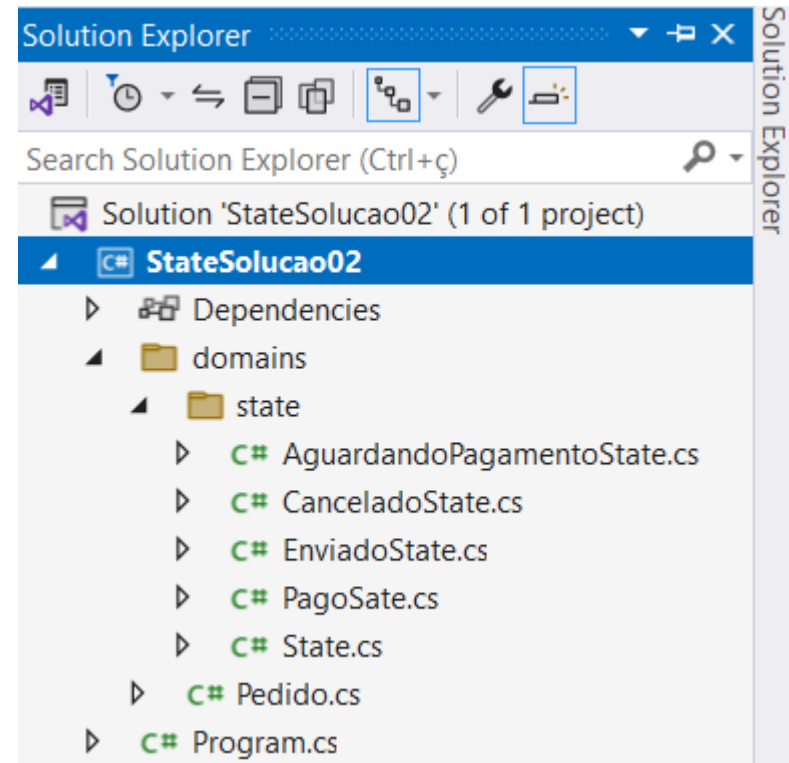 Solution Explorer
Search Solution Explorer (Ctrl+ç)
Solution 'StateSolucao02' (1 of 1 project)
C# StateSolucao02
Dependencies
domains
state
C# AguardandoPagamentoState.cs
C# CanceladoState.cs
C# EnviadoState.cs
C# PagoSate.cs
C# State.cs
C# Pedido.cs
C# Program.cs
Solution Explorer